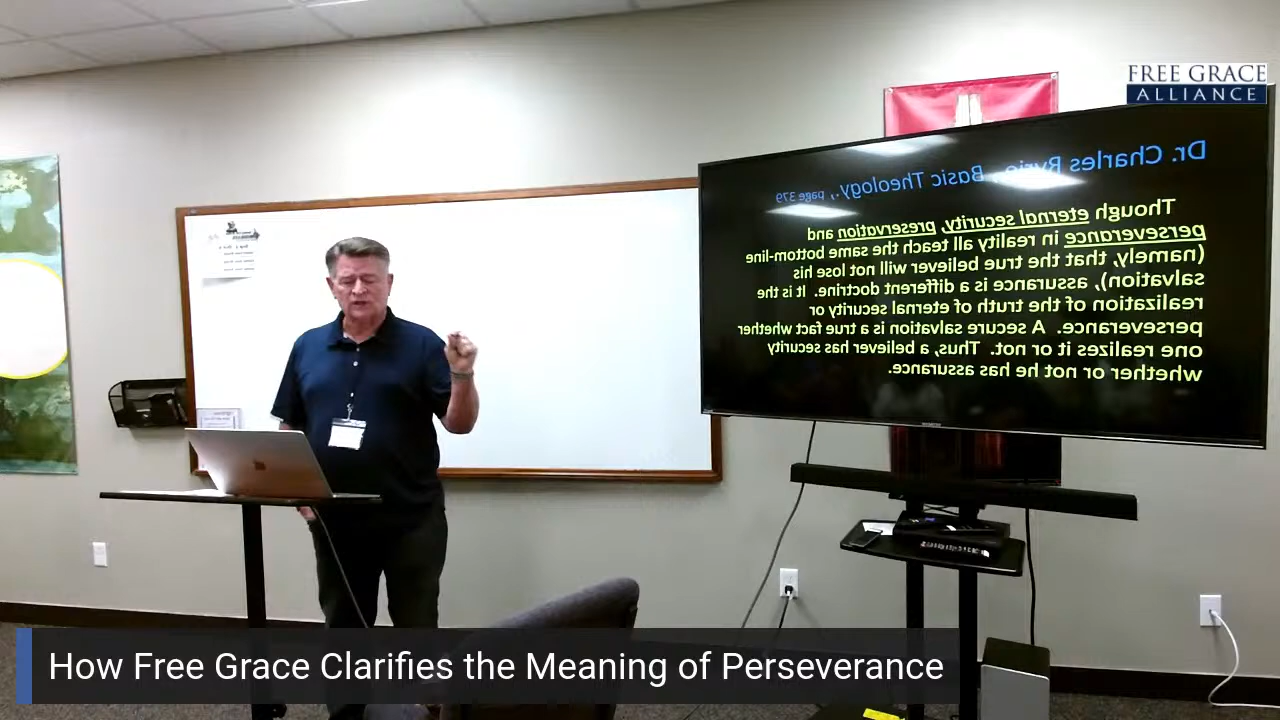 FREE GRACE
ALLIANCE
Dr. Charles Ryrie, Basic Theology,., page 379
Though eternal security, preservation and
perseverance in reality all teach the same bottom-line
(namely, that the true believer will not lose his
salvation), assurance is a different doctrine. It is the
realization of the truth of eternal security or
perseverance. A secure salvation is a true fact whether
one realizes it or not. Thus, a believer has security
whether or not he has assurance.
How Free Grace Clarifies the Meaning of Perseverance